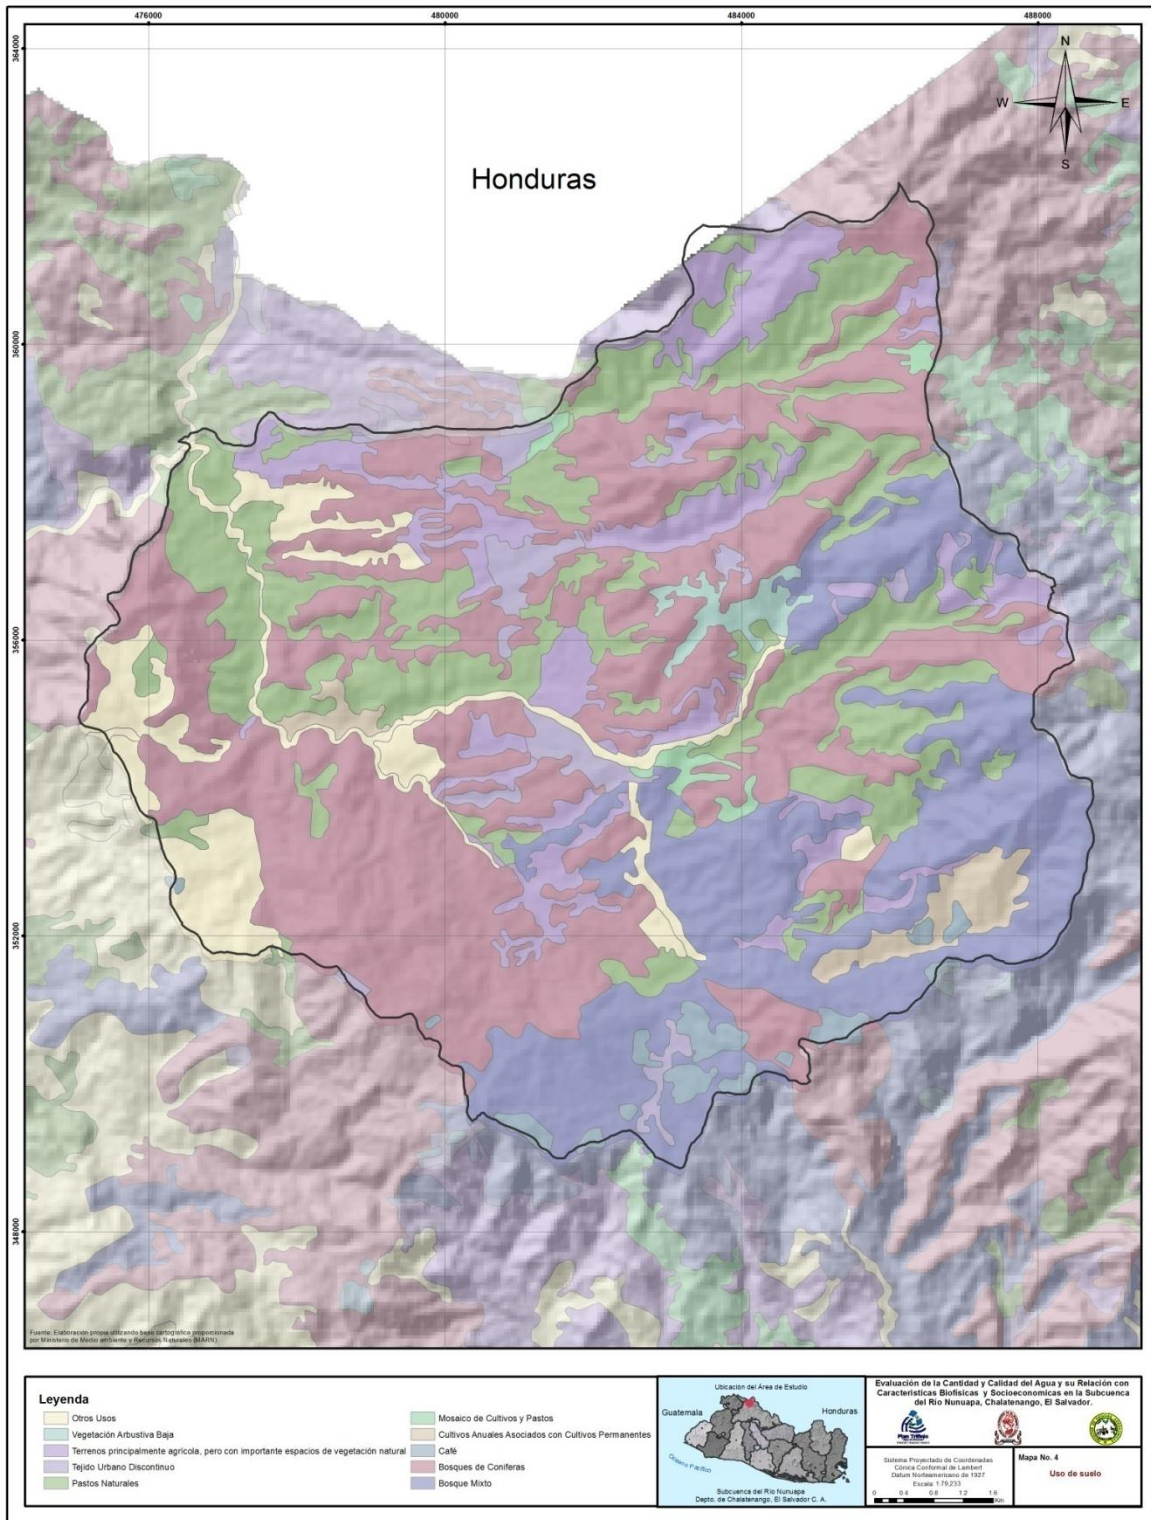 476000 480000 484000 488000
364000
N
W E
S
Honduras
360000
356000
352000
348000
Fuente: Elaboración propia utilizando base cartográfica proporcionada
por Ministerio de Medio ambiente y Recursos Naturales (MARN).
Leyenda
Otros Usos
Vegetación Arbustiva Baja
Terrenos principalmente agrícola, pero con importante espacios de vegetación natural
Tejido Urbano Discontinuo
Pastos Naturales
Mosaico de Cultivos y Pastos
Cultivos Anuales Asociados con Cultivos Permanentes
Café
Bosques de Coniferas
Bosque Mixto
Ubicación del Área de Estudio
Guatemala
Honduras
Océano Pacífico
Subcuenca del Río Nunuapa
Depto. de Chalatenango, El Salvador C. A.
Evaluación de la Cantidad y Calidad del Agua y su Relación con
Características Biofísicas y Socioeconomicas en la Subcuenca
del Río Nunuapa, Chalatenango, El Salvador.
Plan Trifinio
Sistema Proyectado de Coordenadas
Cónica Conformal de Lambert
Datum Norteamericano de 1927
Escala: 1:79,233
0 0.4 0.8 1.2 1.6
Km
Mapa No. 4
Uso de suelo